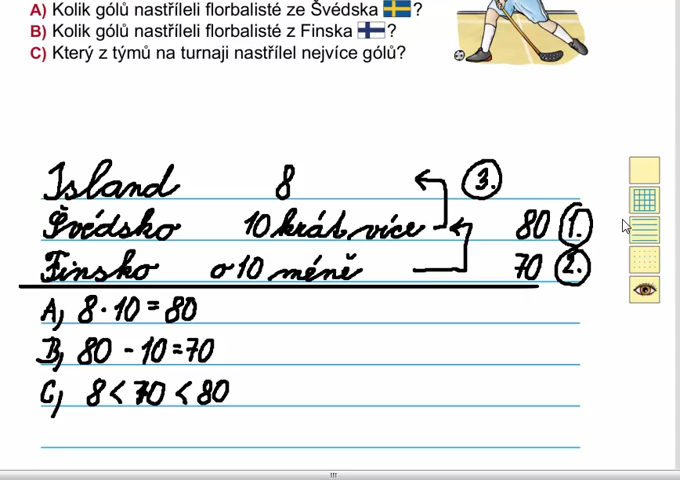 A) Kolik gólů nastříleli florbalisté ze Švédska ?
B) Kolik gólů nastříleli florbalisté z Finska ?
C) Který z týmů na turnaji nastřílel nejvíce gólů?
Island 8 3.
Švédsko 10 krát více 80 1.
Finsko o 10 méně 70 2.
A) 8 · 10 = 80
B) 80 - 10 = 70
C) 8 < 70 < 80